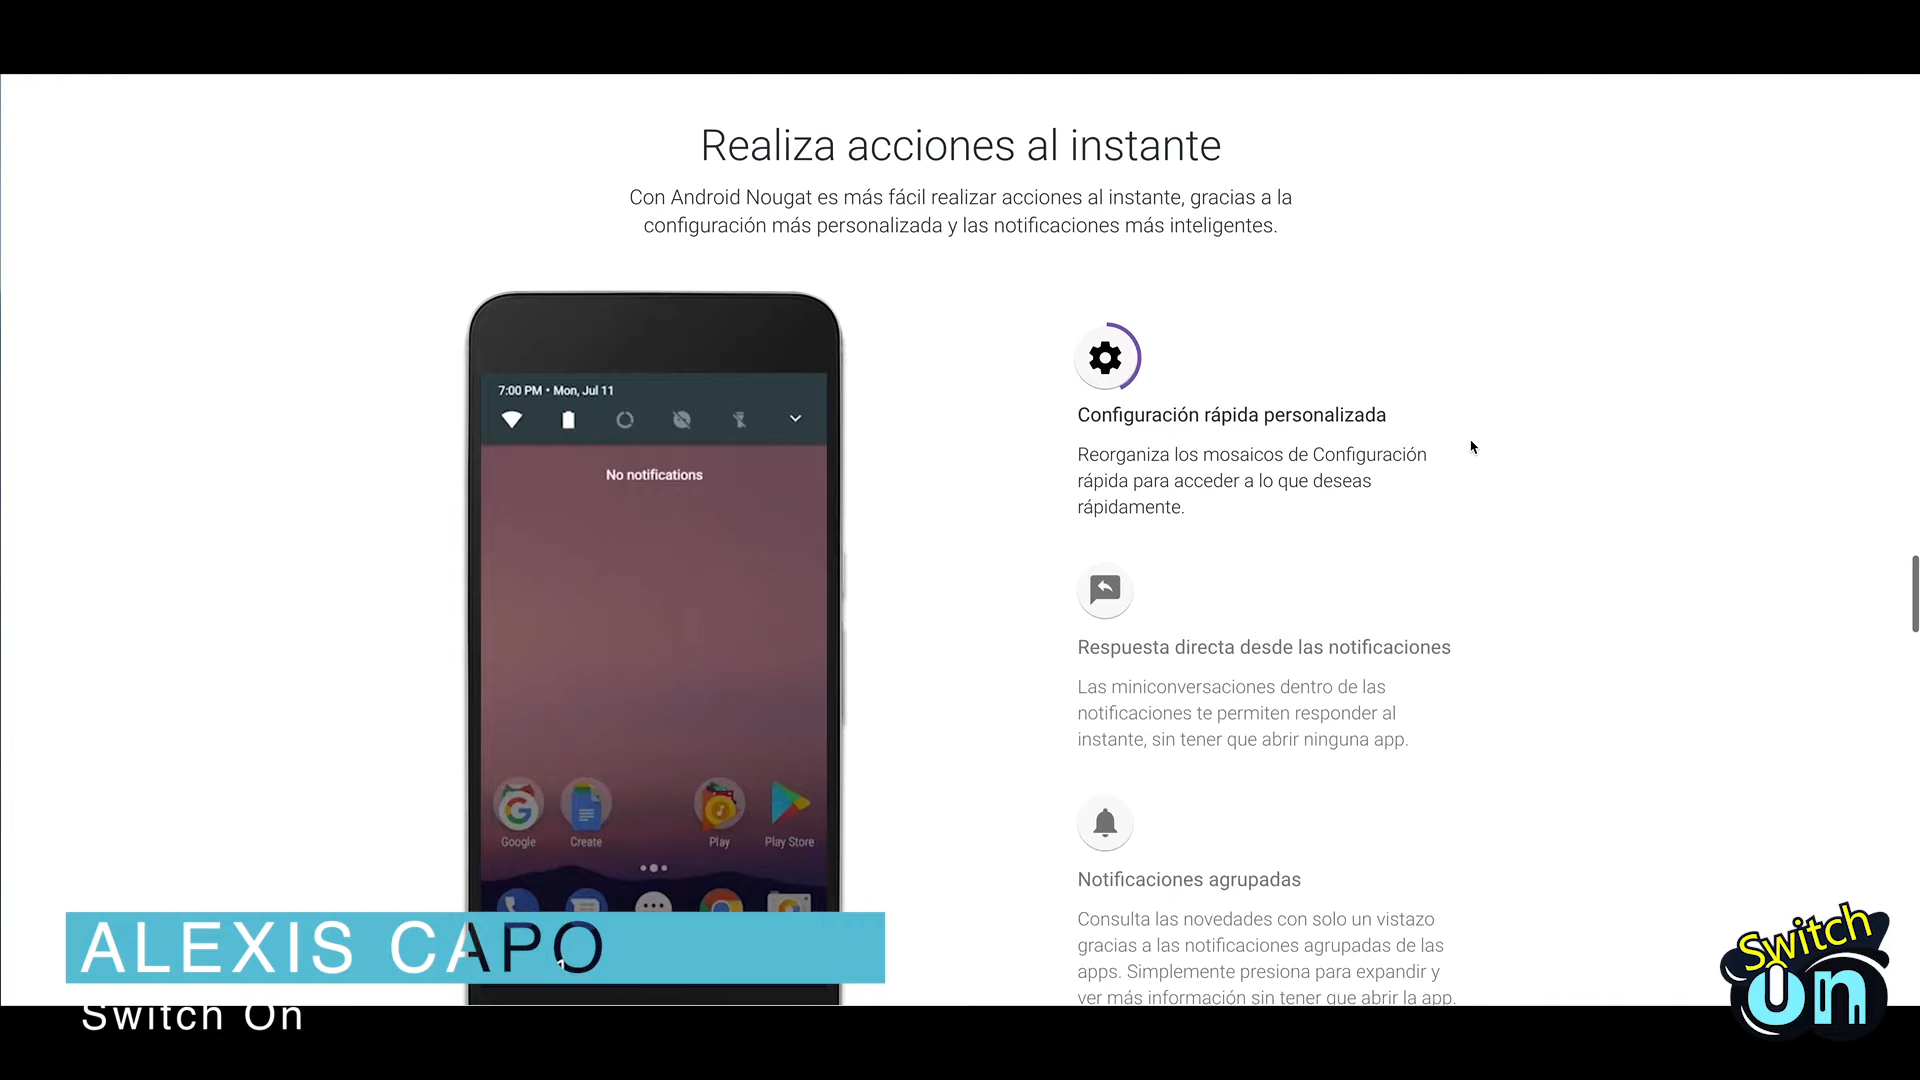 Realiza acciones al instante
Con Android Nougat es más fácil realizar acciones al instante, gracias a la
configuración más personalizada y las notificaciones más inteligentes.
7:00 PM • Mon, Jul 11
No notifications
Google
Create
Play
Play Store
Configuración rápida personalizada
Reorganiza los mosaicos de Configuración
rápida para acceder a lo que deseas
rápidamente.
Respuesta directa desde las notificaciones
Las miniconversaciones dentro de las
notificaciones te permiten responder al
instante, sin tener que abrir ninguna app.
Notificaciones agrupadas
Consulta las novedades con solo un vistazo
gracias a las notificaciones agrupadas de las
apps. Simplemente presiona para expandir y
ver más información sin tener que abrir la app.
ALEXIS CAPO
Switch On
Switch
On